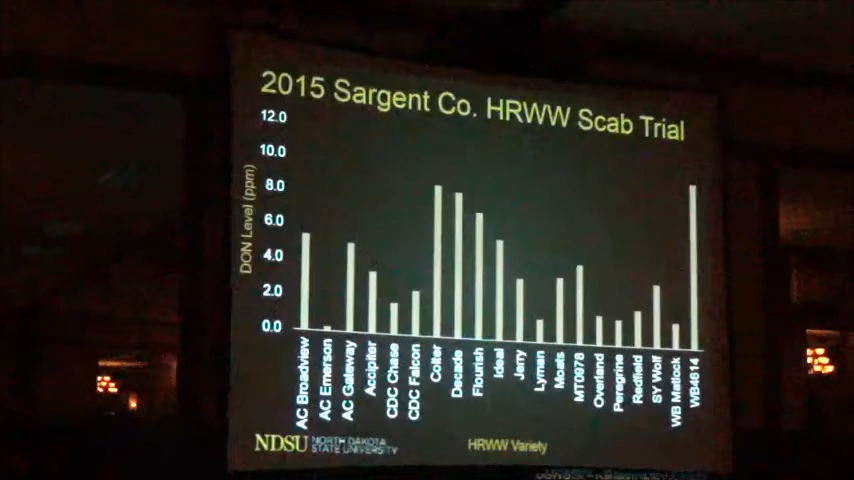 2015 Sargent Co. HRWW Scab Trial
12.0
10.0
8.0
6.0
4.0
2.0
0.0
DON Level (ppm)
AC Broadview
AC Emerson
AC Gateway
Accipiter
CDC Chase
CDC Falcon
Colter
Decade
Flourish
Ideal
Jerry
Lyman
Moats
MT0978
Overland
Peregrine
Redfield
SY Wolf
WB Matlock
WB4614
HRWW Variety
NDSU NORTH DAKOTA
STATE UNIVERSITY